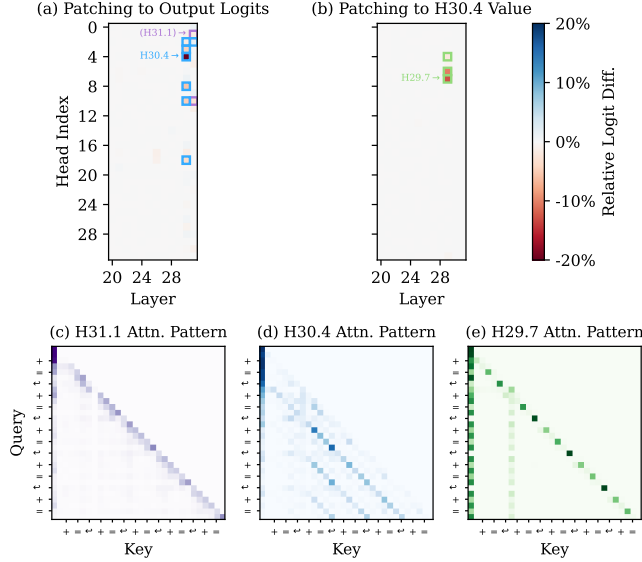 (a) Patching to Output Logits
(b) Patching to H30.4 Value
0
4
8
12
16
20
24
28
Head Index
(H31.1)→
H30.4→
H29.7→
20 24 28
Layer
20 24 28
Layer
20%
10%
0%
-10%
-20%
Relative Logit Diff.
(c) H31.1 Attn. Pattern
(d) H30.4 Attn. Pattern
(e) H29.7 Attn. Pattern
Query
+ = t + = t + = t + =
+ = t + = t + = t + =
+ = t + = t + = t + =
+ = t + = t + = t + =
+ = t + = t + = t + =
+ = t + = t + = t + =
Key
Key
Key